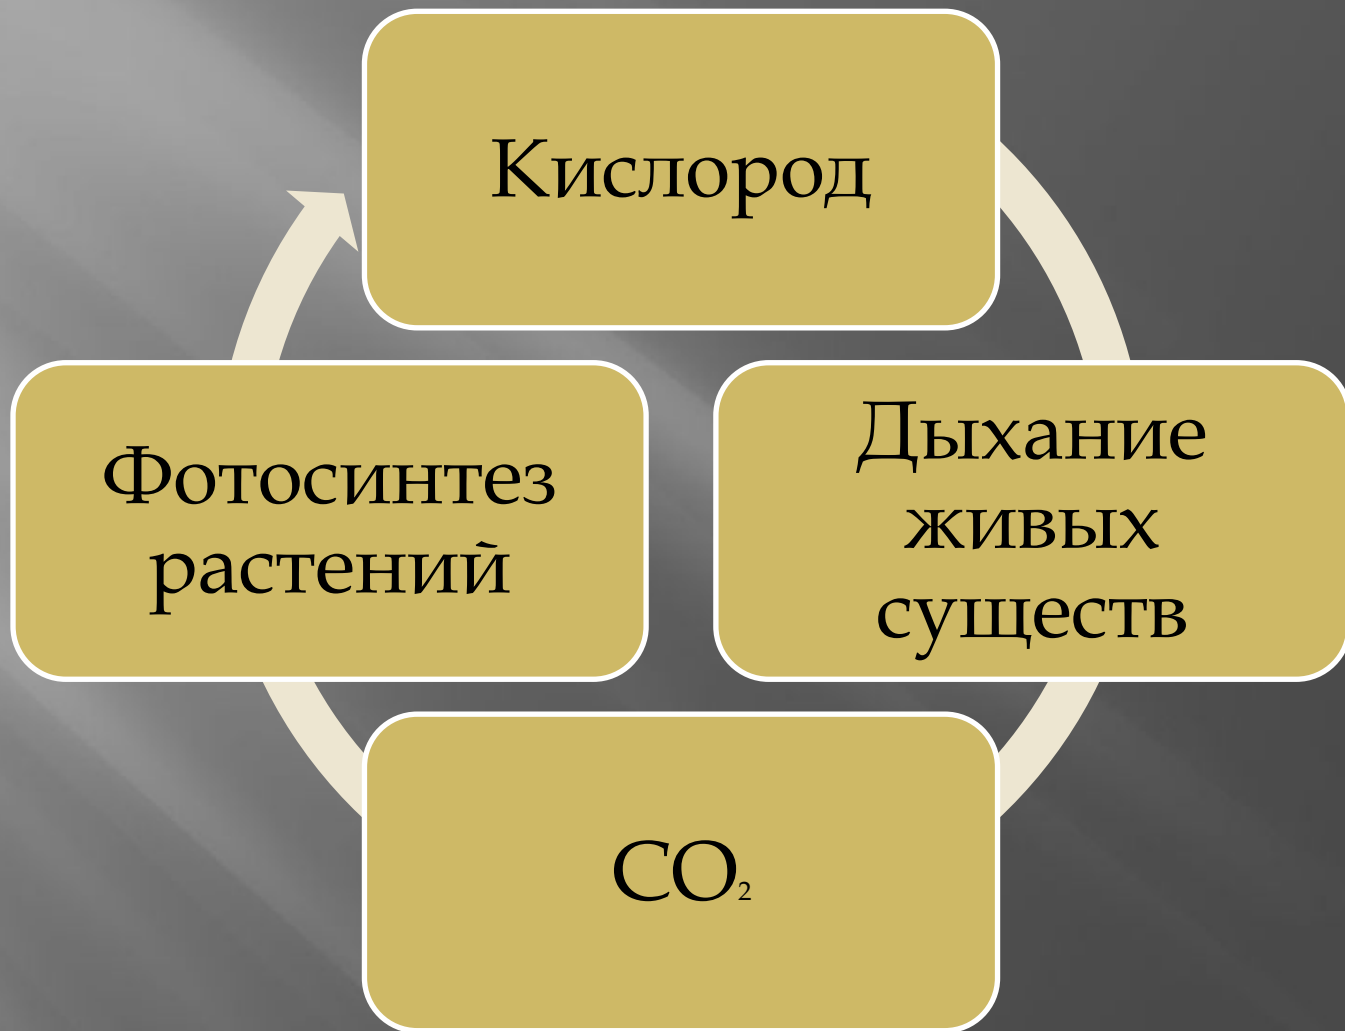 Кислород
Дыхание
живых
существ
CO₂
Фотосинтез
растений